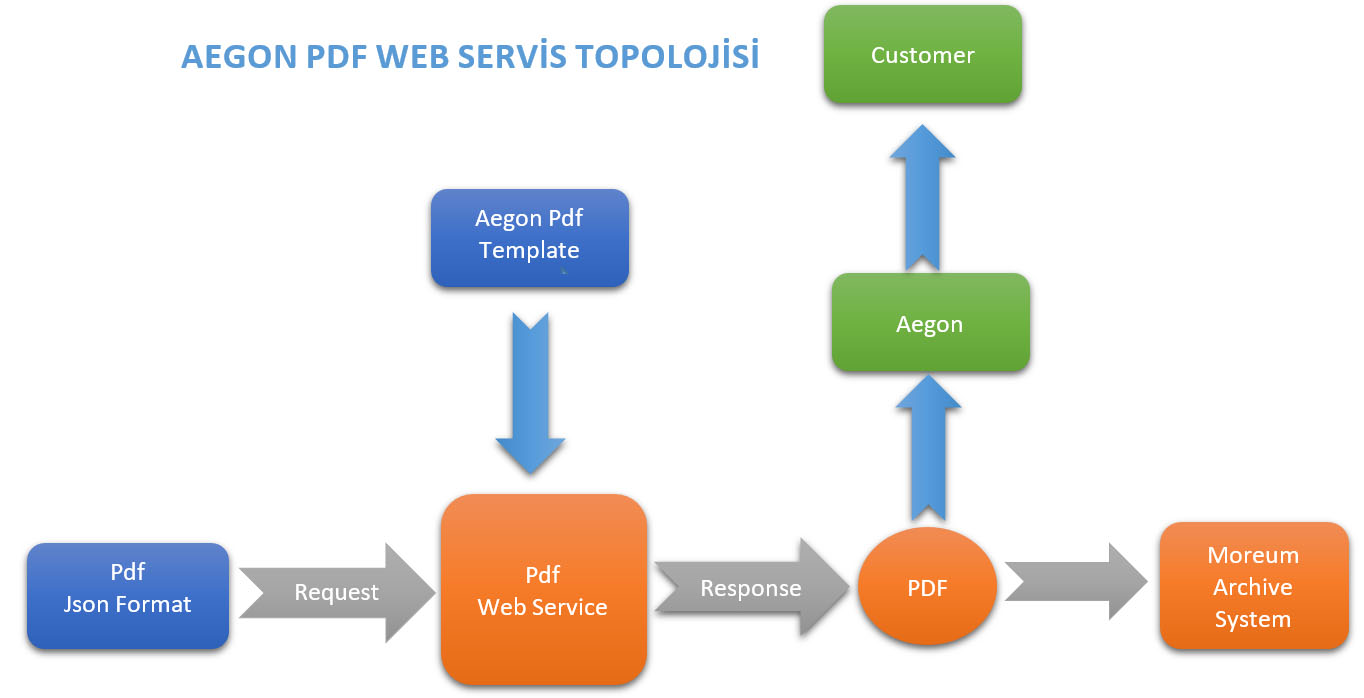 AEGON PDF WEB SERVİS TOPOLOJİSİ
Customer
Aegon Pdf
Template
Aegon
Pdf
Json Format
Request
Pdf
Web Service
Response
PDF
Moreum
Archive
System